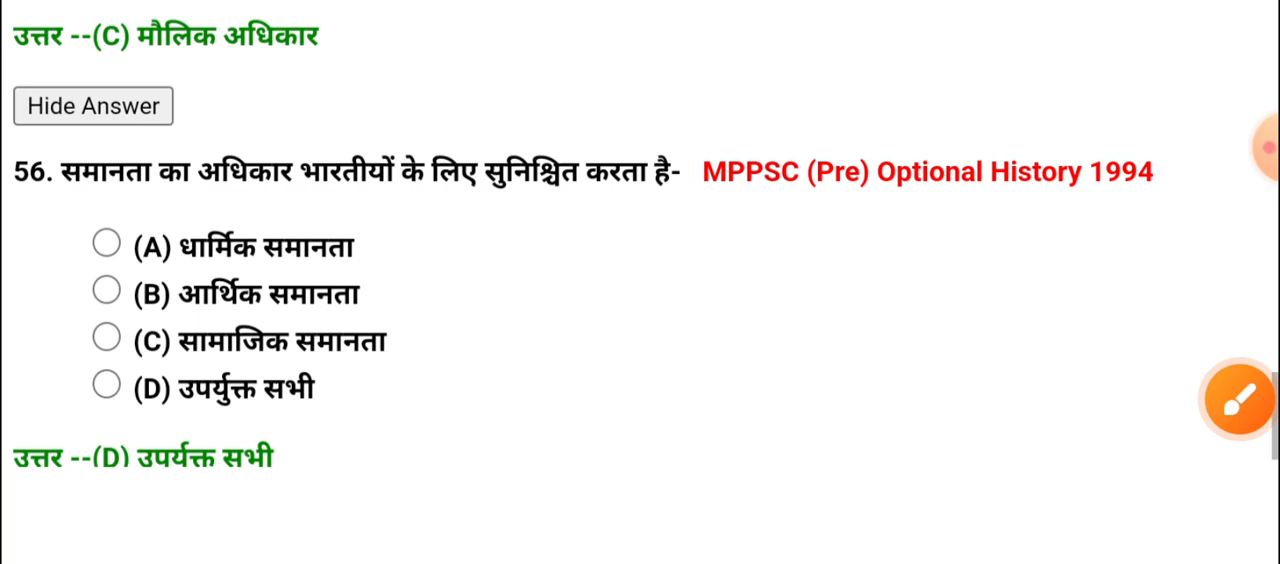 उत्तर --(C) मौलिक अधिकार
Hide Answer
56. समानता का अधिकार भारतीयों के लिए सुनिश्चित करता है- MPPSC (Pre) Optional History 1994
(A) धार्मिक समानता
(B) आर्थिक समानता
(C) सामाजिक समानता
(D) उपर्युक्त सभी
उत्तर --(D) उपर्युक्त सभी